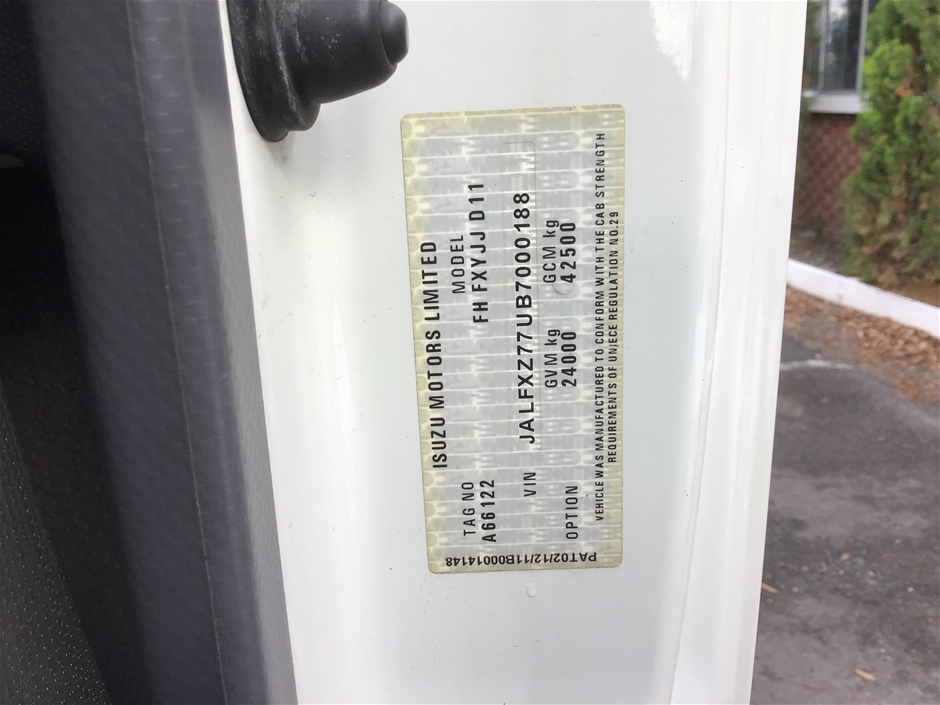 ISUZU MOTORS LIMITED
TAG NO MODEL
A66122 FH FXYJJ D11
VIN JALFXZ77UB7000188
GVM kg GCM kg
OPTION 24000 42500
VEHICLE WAS MANUFACTURED TO CONFORM WITH THE CAB STRENGTH
REQUIREMENTS OF UN/ECE REGULATION NO.29
PAT02/12/11B00014148